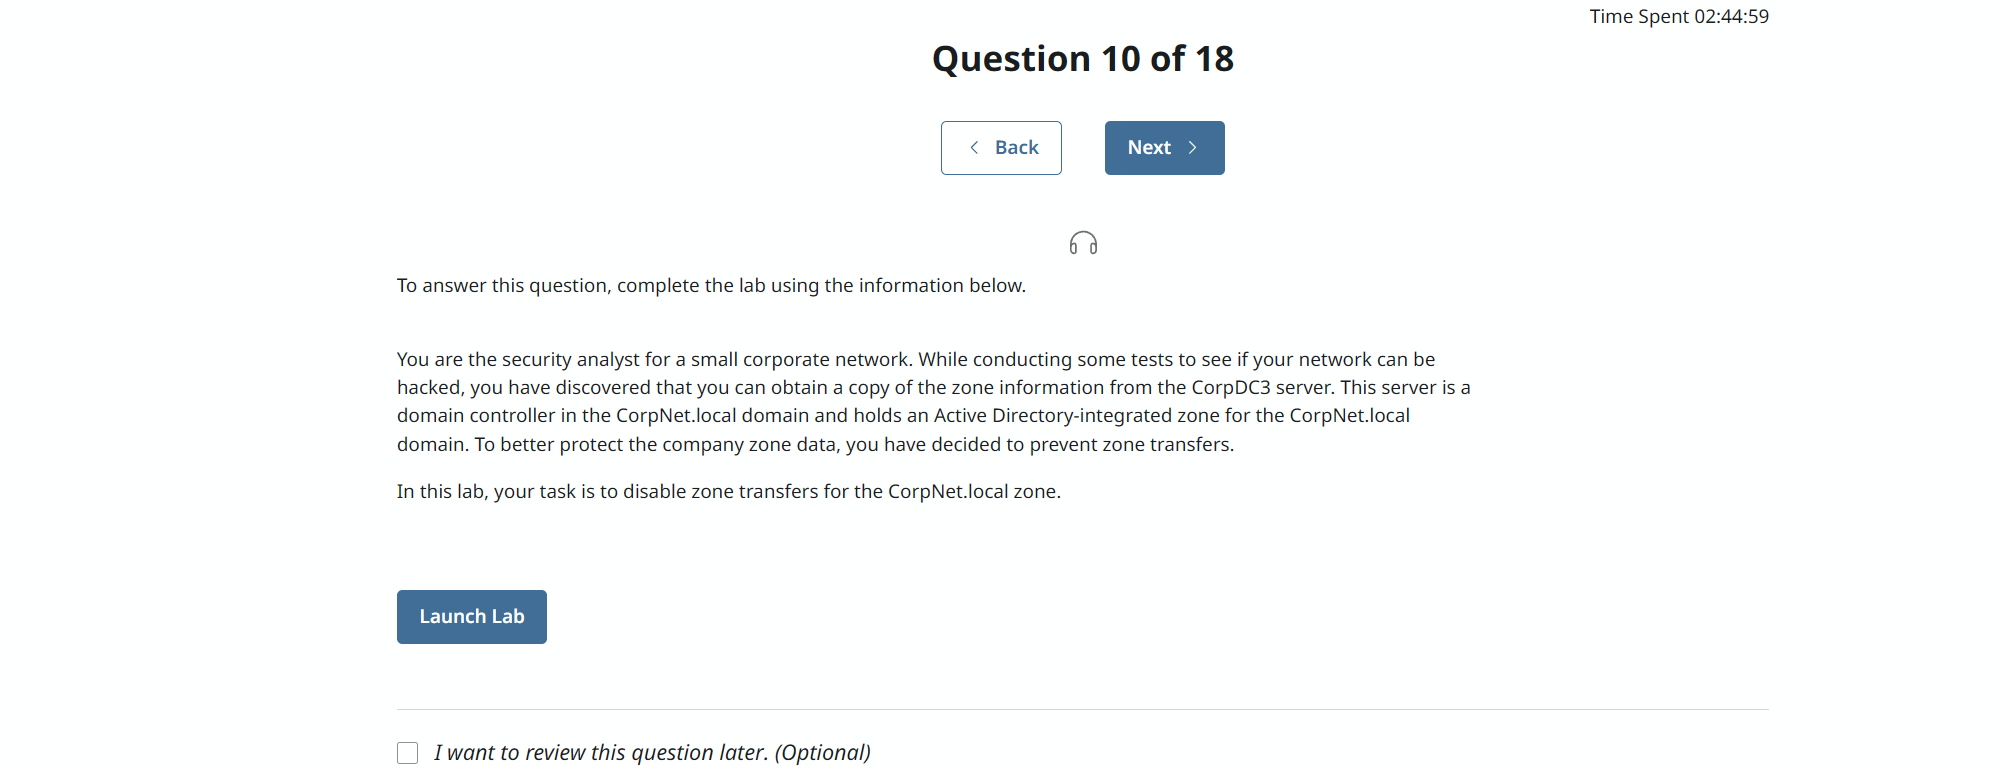 Time Spent 02:44:59
Question 10 of 18
Back
Next
To answer this question, complete the lab using the information below.
You are the security analyst for a small corporate network. While conducting some tests to see if your network can be
hacked, you have discovered that you can obtain a copy of the zone information from the CorpDC3 server. This server is a
domain controller in the CorpNet.local domain and holds an Active Directory-integrated zone for the CorpNet.local
domain. To better protect the company zone data, you have decided to prevent zone transfers.
In this lab, your task is to disable zone transfers for the CorpNet.local zone.
Launch Lab
I want to review this question later. (Optional)